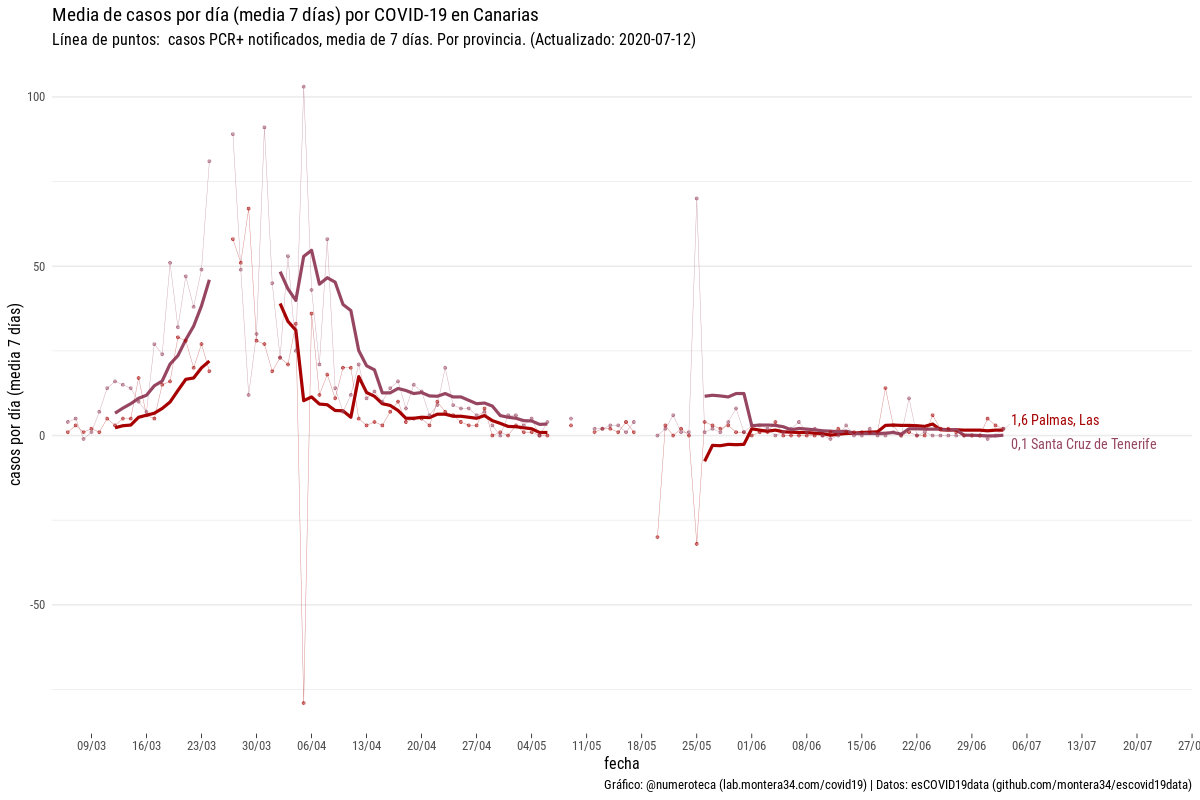 Media de casos por día (media 7 días) por COVID-19 en Canarias
Línea de puntos:  casos PCR+ notificados, media de 7 días. Por provincia. (Actualizado: 2020-07-12)
casos por día (media 7 días)
100
50
0
-50
1,6 Palmas, Las
0,1 Santa Cruz de Tenerife
09/03 16/03 23/03 30/03 06/04 13/04 20/04 27/04 04/05 11/05 18/05 25/05 01/06 08/06 15/06 22/06 29/06 06/07 13/07 20/07 27/0
fecha
Gráfico: @numeroteca (lab.montera34.com/covid19) | Datos: esCOVID19data (github.com/montera34/escovid19data)